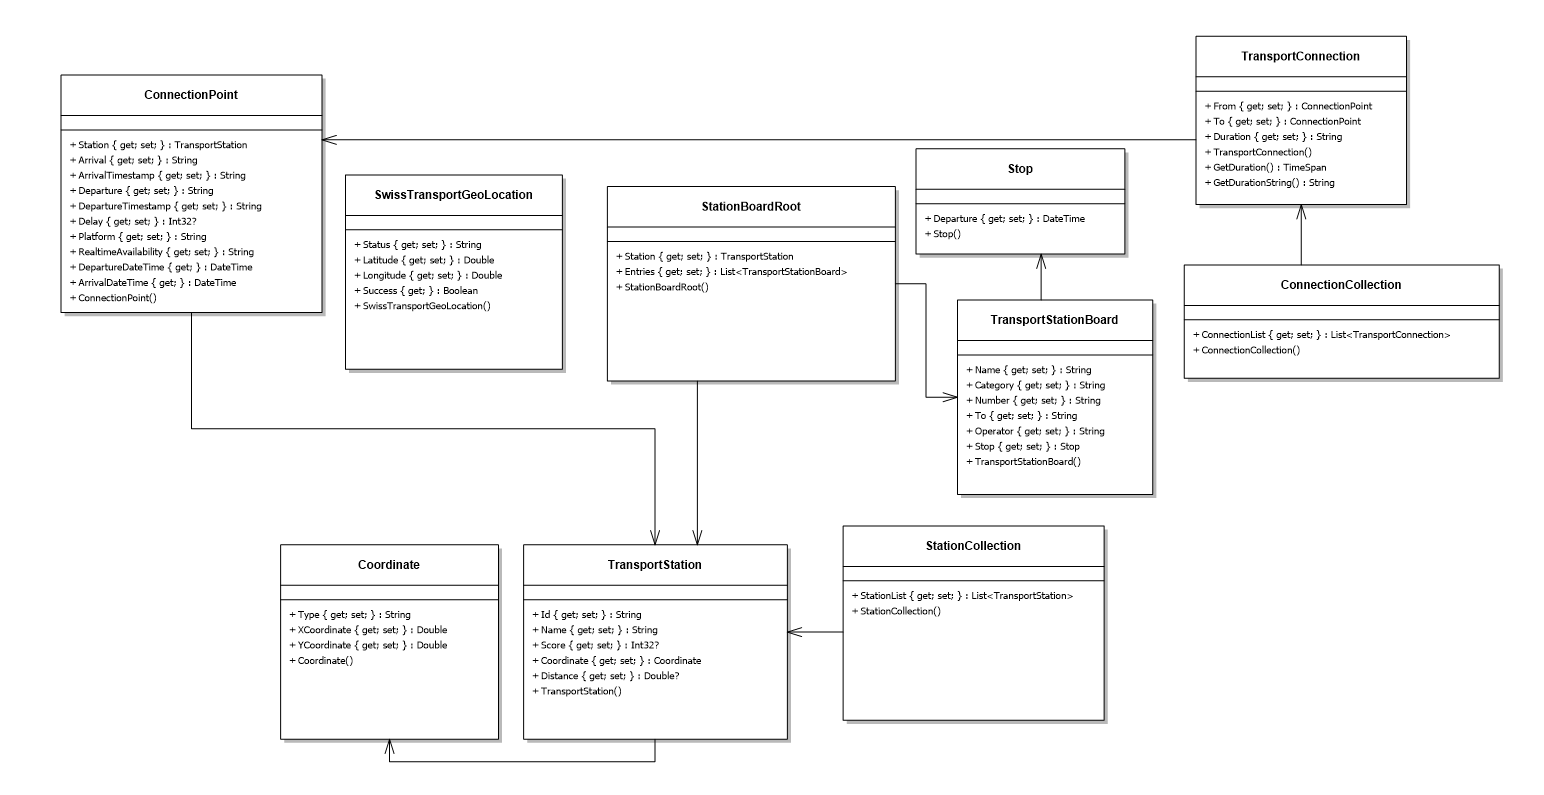 ConnectionPoint
+ Station { get; set; } : TransportStation
+ Arrival { get; set; } : String
+ ArrivalTimestamp { get; set; } : String
+ Departure { get; set; } : String
+ DepartureTimestamp { get; set; } : String
+ Delay { get; set; } : Int32?
+ Platform { get; set; } : String
+ RealtimeAvailability { get; set; } : String
+ DepartureDateTime { get; } : DateTime
+ ArrivalDateTime { get; } : DateTime
+ ConnectionPoint()
SwissTransportGeoLocation
+ Status { get; set; } : String
+ Latitude { get; set; } : Double
+ Longitude { get; set; } : Double
+ Success { get; } : Boolean
+ SwissTransportGeoLocation()
StationBoardRoot
+ Station { get; set; } : TransportStation
+ Entries { get; set; } : List<TransportStationBoard>
+ StationBoardRoot()
Stop
+ Departure { get; set; } : DateTime
+ Stop()
TransportConnection
+ From { get; set; } : ConnectionPoint
+ To { get; set; } : ConnectionPoint
+ Duration { get; set; } : String
+ TransportConnection()
+ GetDuration() : TimeSpan
+ GetDurationString() : String
ConnectionCollection
+ ConnectionList { get; set; } : List<TransportConnection>
+ ConnectionCollection()
TransportStationBoard
+ Name { get; set; } : String
+ Category { get; set; } : String
+ Number { get; set; } : String
+ To { get; set; } : String
+ Operator { get; set; } : String
+ Stop { get; set; } : Stop
+ TransportStationBoard()
Coordinate
+ Type { get; set; } : String
+ XCoordinate { get; set; } : Double
+ YCoordinate { get; set; } : Double
+ Coordinate()
TransportStation
+ Id { get; set; } : String
+ Name { get; set; } : String
+ Score { get; set; } : Int32?
+ Coordinate { get; set; } : Coordinate
+ Distance { get; set; } : Double?
+ TransportStation()
StationCollection
+ StationList { get; set; } : List<TransportStation>
+ StationCollection()